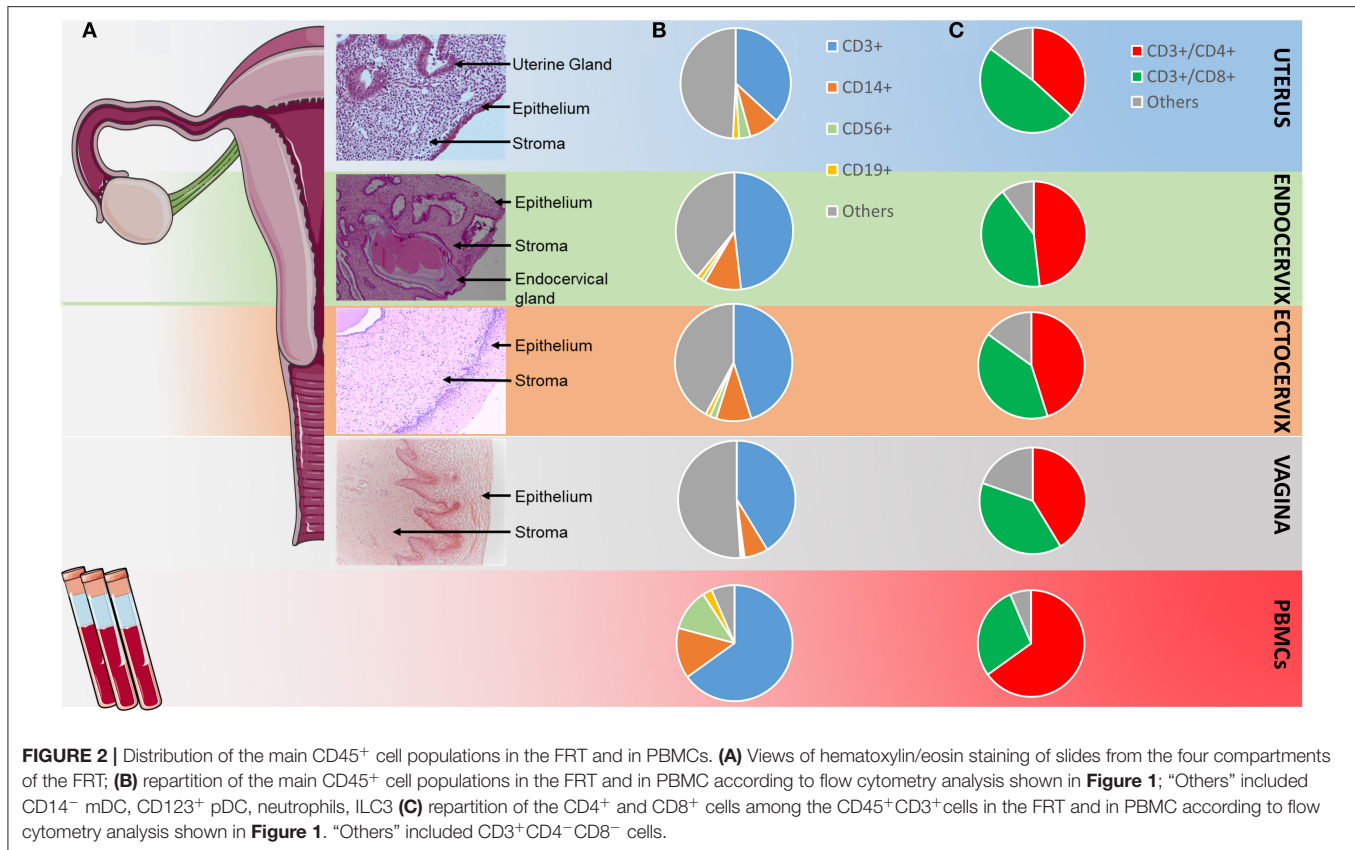 A
B
C
Uterine Gland
Epithelium
Stroma
CD3+
CD14+
CD56+
CD19+
Others
CD3+/CD4+
CD3+/CD8+
Others
UTERUS
Epithelium
Stroma
Endocervical
gland
ENDOCERVIX
Epithelium
Stroma
ECTOCERVIX
Epithelium
Stroma
VAGINA
PBMCs
FIGURE 2 | Distribution of the main CD45⁺ cell populations in the FRT and in PBMCs. (A) Views of hematoxylin/eosin staining of slides from the four compartments
of the FRT; (B) repartition of the main CD45⁺ cell populations in the FRT and in PBMC according to flow cytometry analysis shown in Figure 1; “Others” included
CD14⁻ mDC, CD123⁺ pDC, neutrophils, ILC3 (C) repartition of the CD4⁺ and CD8⁺ cells among the CD45⁺CD3⁺cells in the FRT and in PBMC according to flow
cytometry analysis shown in Figure 1. “Others” included CD3⁺CD4⁻CD8⁻ cells.